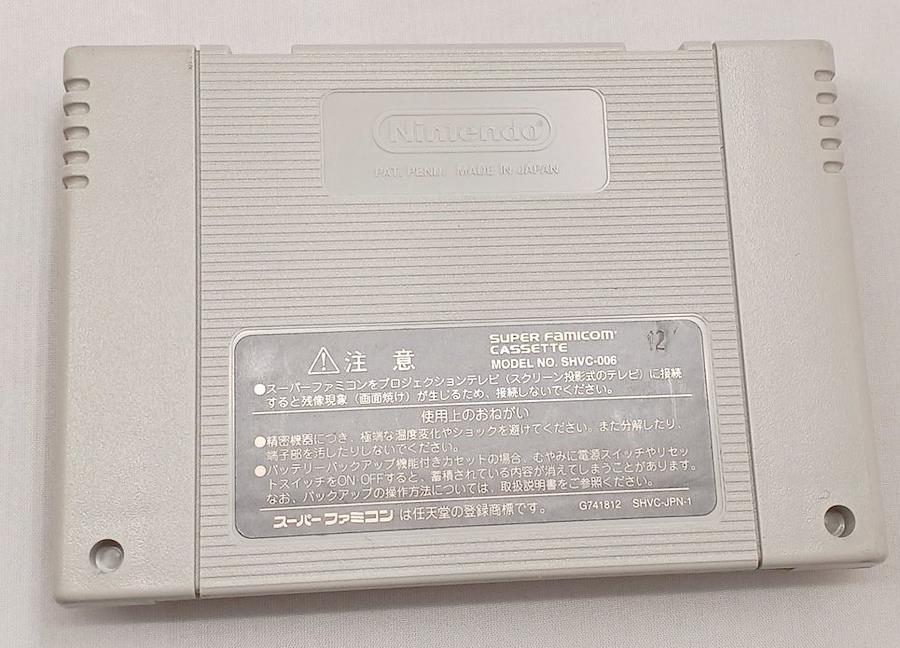 Nintendo
PAT. PEND. MADE IN JAPAN
注意
SUPER FAMICOM
CASSETTE
MODEL NO. SHVC-006
12
●スーパーファミコンをプロジェクションテレビ（スクリーン投影式のテレビ）に接続
すると残像現象（画面焼け）が生じるため、接続しないでください。
使用上のおねがい
●精密機器につき、極端な温度変化やショックを避けてください。また分解したり、
端子部を汚したりしないでください。
●バッテリーバックアップ機能付きカセットの場合、むやみに電源スイッチやリセッ
トスイッチをON・OFFすると、蓄積されている内容が消えてしまうことがあります。
なお、バックアップの操作方法については、取扱説明書をご参照ください。
スーパーファミコンは任天堂の登録商標です。
G741812 SHVC-JPN-1